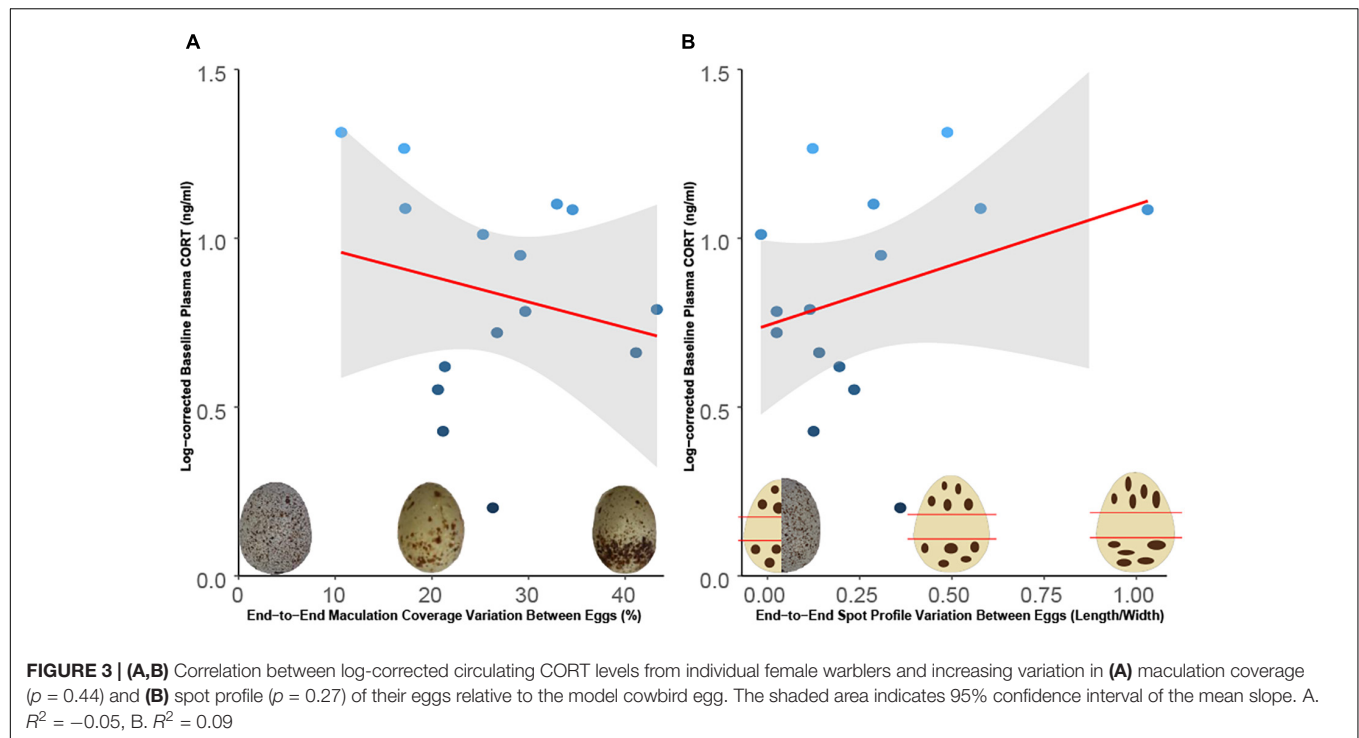 A
B
Log-corrected Baseline Plasma CORT (ng/ml)
1.5
1.0
0.5
0.0
0
10
20
30
40
End-to-End Maculation Coverage Variation Between Eggs (%)
Log-corrected Baseline Plasma CORT (ng/ml)
1.5
1.0
0.5
0.0
0.00
0.25
0.50
0.75
1.00
End-to-End Spot Profile Variation Between Eggs (Length/Width)
FIGURE 3 | (A,B) Correlation between log-corrected circulating CORT levels from individual female warblers and increasing variation in (A) maculation coverage
(p = 0.44) and (B) spot profile (p = 0.27) of their eggs relative to the model cowbird egg. The shaded area indicates 95% confidence interval of the mean slope. A.
R² = −0.05, B. R² = 0.09